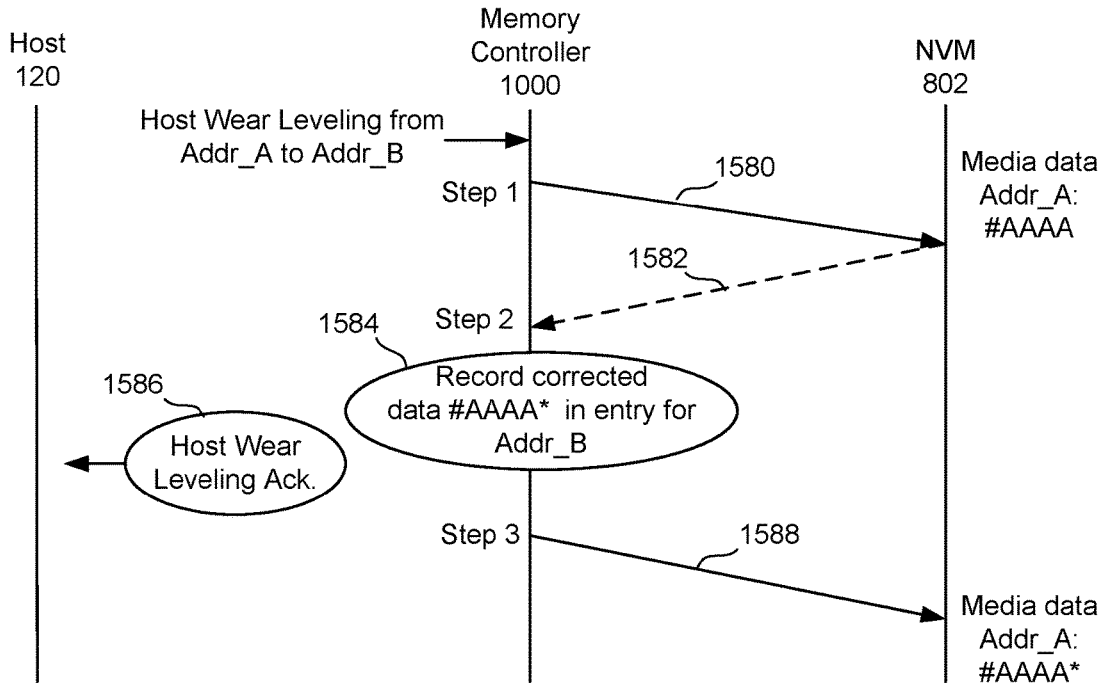 Host
120
Memory
Controller
1000
NVM
802
Host Wear Leveling from
Addr_A to Addr_B
Step 1
1580
Media data
Addr_A:
#AAAA
1582
Step 2
1584
Record corrected
data #AAAA* in entry for
Addr_B
1586
Host Wear
Leveling Ack.
Step 3
1588
Media data
Addr_A:
#AAAA*